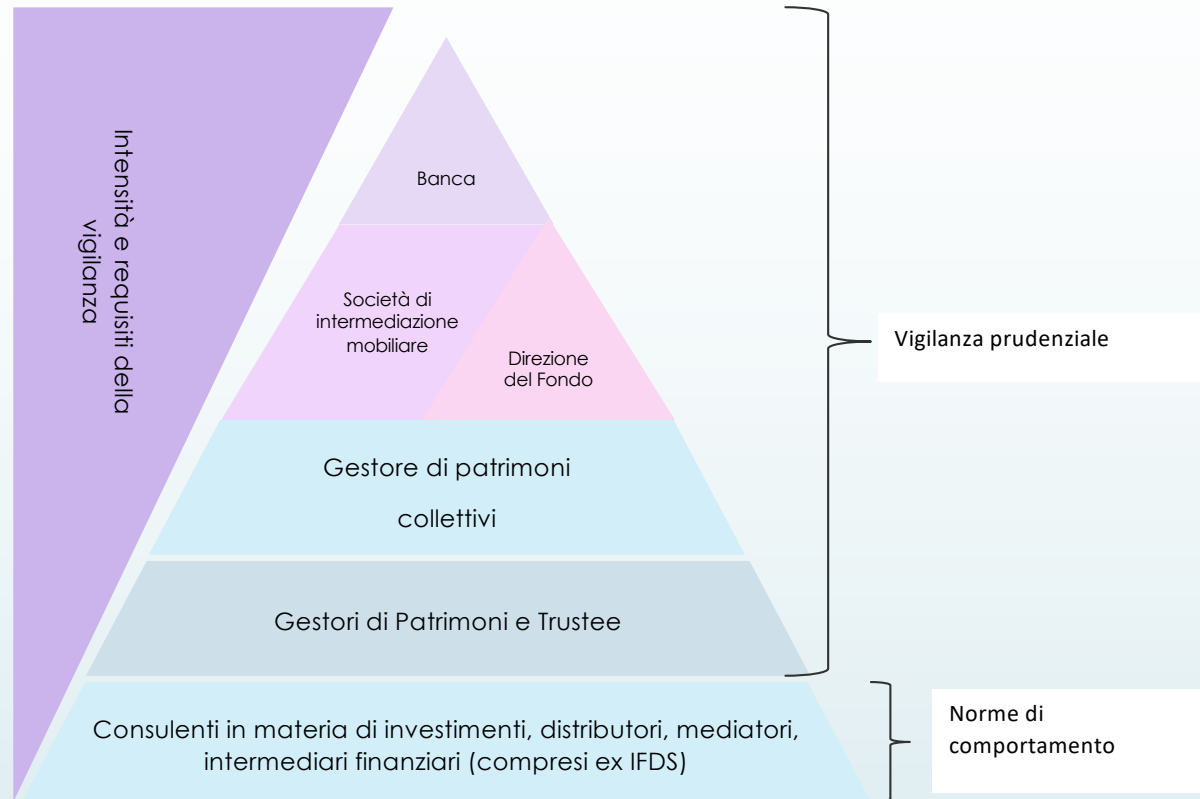 Intensità e requisiti della
vigilanza
Banca
Società di
intermediazione
mobiliare
Direzione
del Fondo
Gestore di patrimoni
collettivi
Gestori di Patrimoni e Trustee
Consulenti in materia di investimenti, distributori, mediatori,
intermediari finanziari (compresi ex IFDS)
Vigilanza prudenziale
Norme di
comportamento